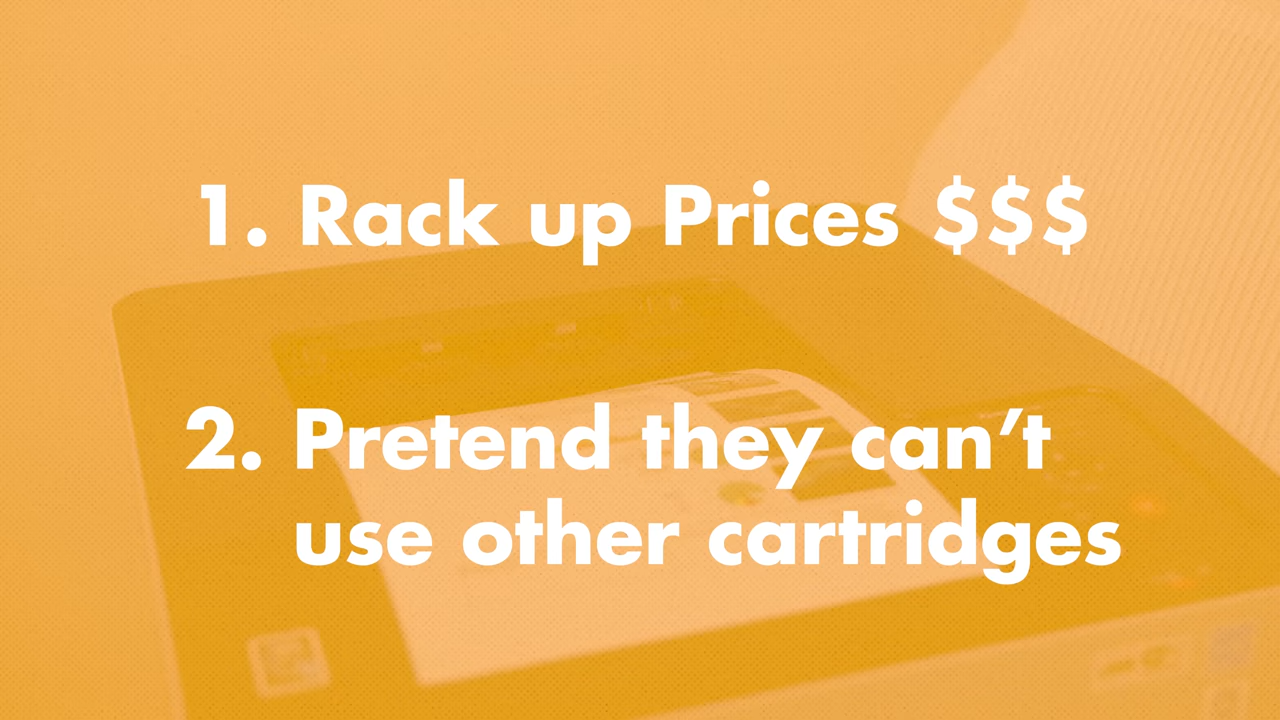 1. Rack up Prices $$$
2. Pretend they can’t
use other cartridges